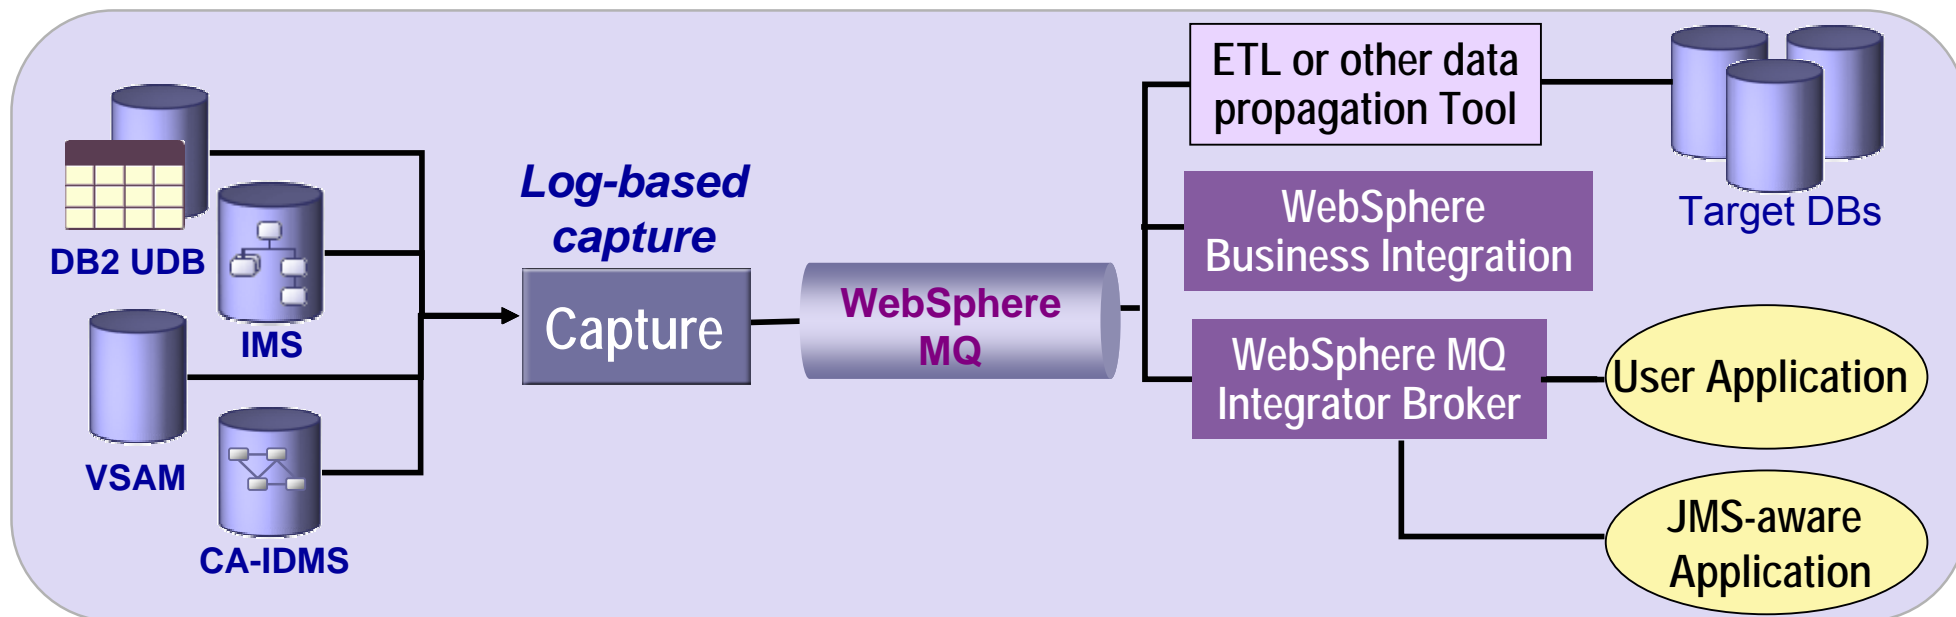 DB2 UDB
IMS
VSAM
CA-IDMS
Log-based
capture
Capture
WebSphere
MQ
ETL or other data
propagation Tool
Target DBs
WebSphere
Business Integration
WebSphere MQ
Integrator Broker
User Application
JMS-aware
Application